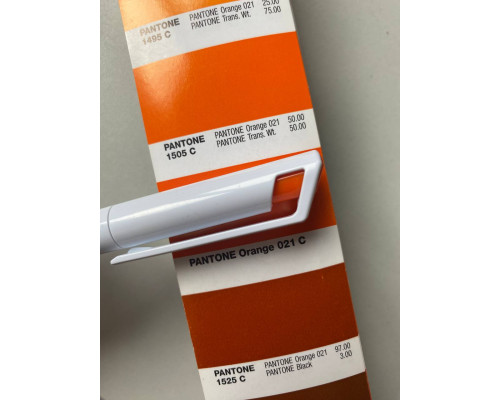 PANTONE
1495 C
PANTONE Orange 021 25.00
PANTONE Trans. Wt. 75.00
PANTONE
1505 C
PANTONE Orange 021 50.00
PANTONE Trans. Wt. 50.00
PANTONE Orange 021 C
PANTONE
1525 C
PANTONE Orange 021 97.00
PANTONE Black 3.00